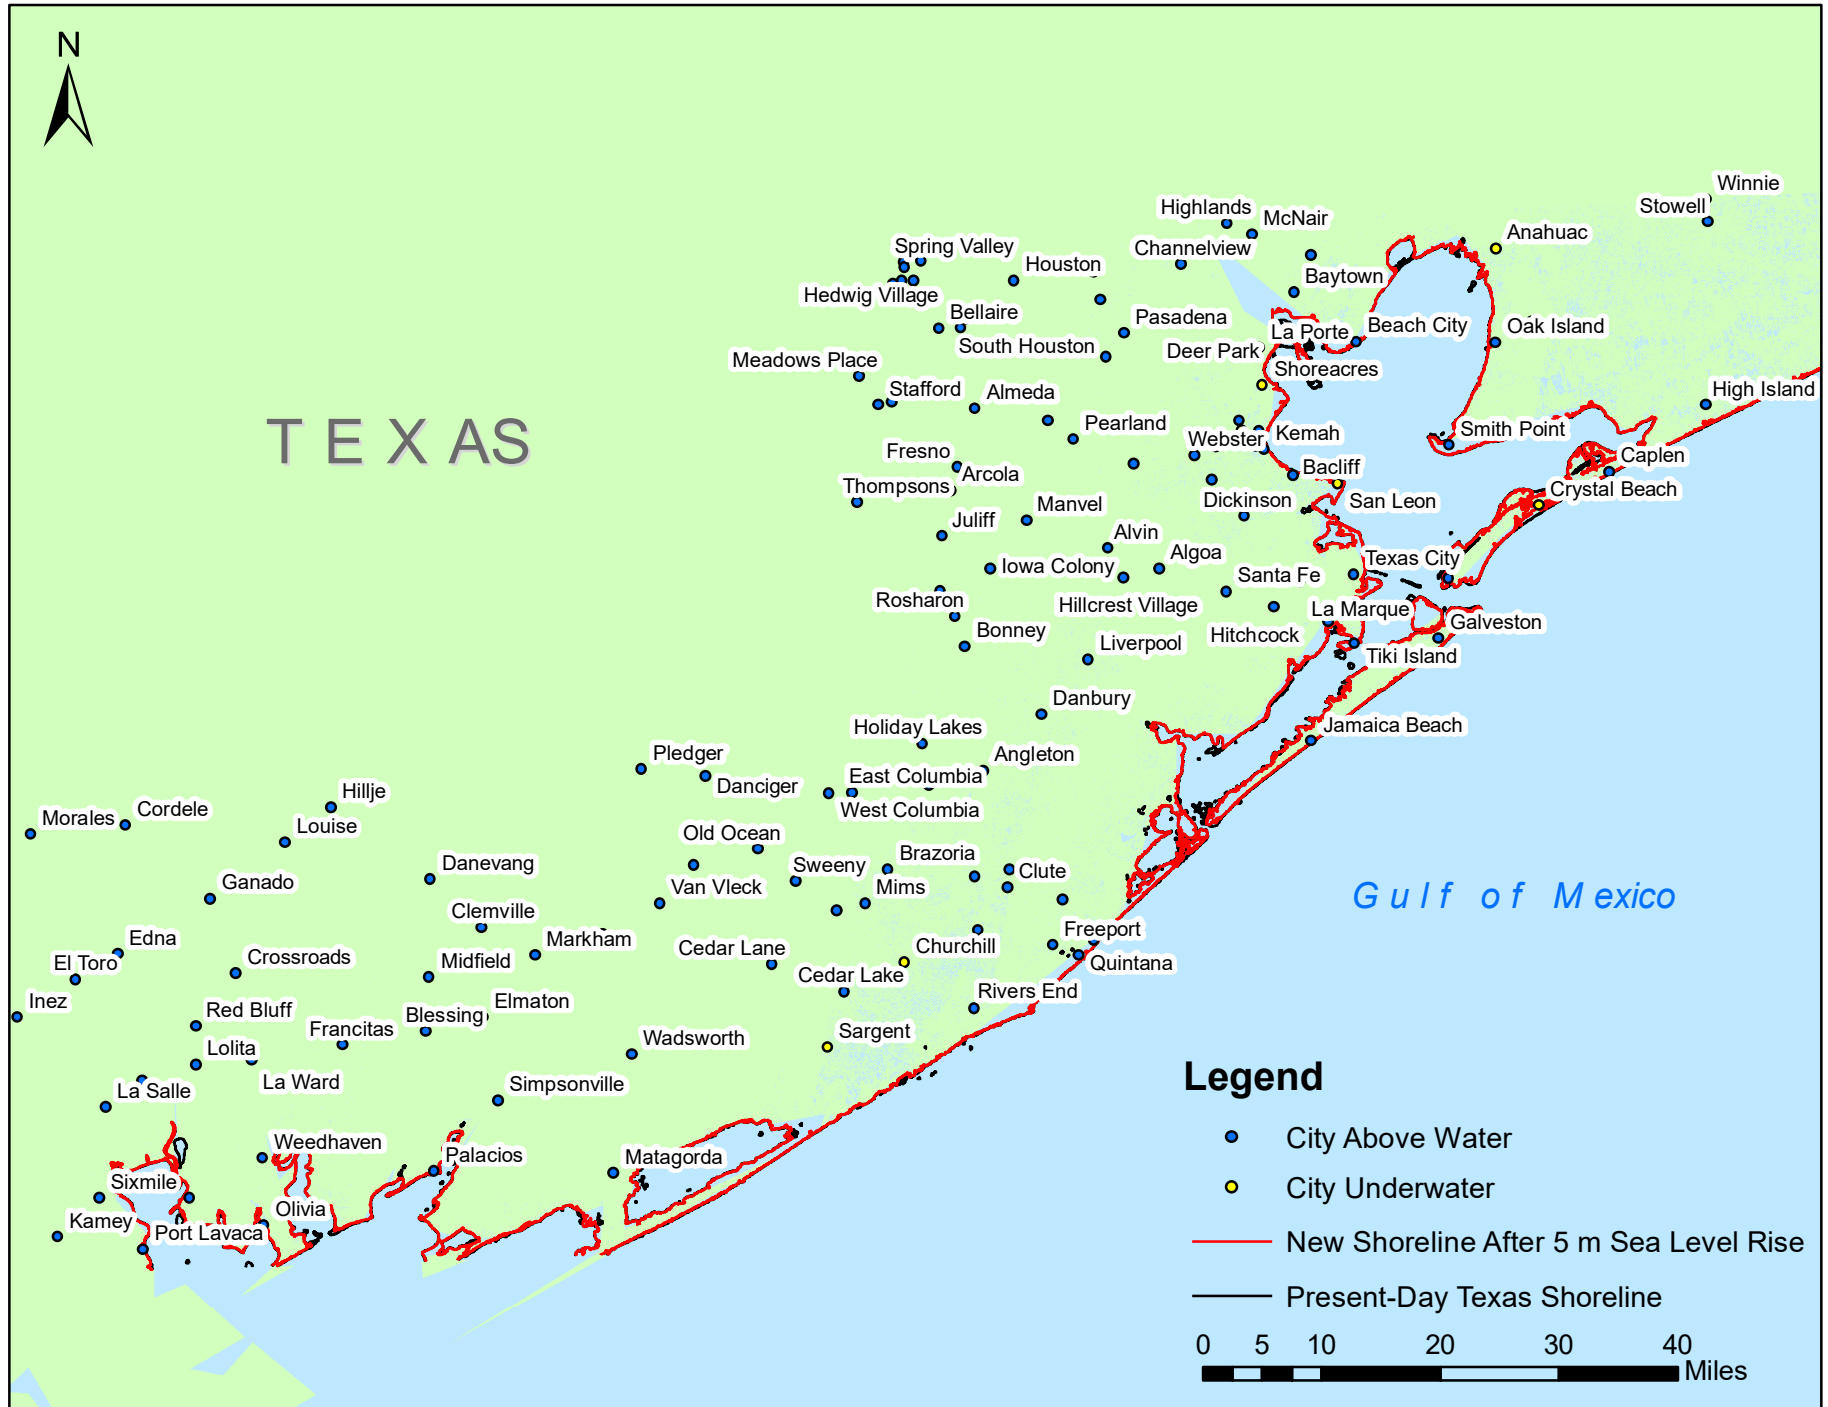 N
Winnie
Stowell
Highlands
McNair
Anahuac
Spring Valley
Channelview
Houston
Baytown
Hedwig Village
Bellaire
Pasadena
La Porte
Beach City
Oak Island
South Houston
Deer Park
Meadows Place
Shoreacres
Stafford
Almeda
High Island
TEXAS
Pearland
Webster
Kemah
Smith Point
Fresno
Arcola
Bacliff
Caplen
Thompsons
Crystal Beach
Manvel
Dickinson
San Leon
Juliff
Alvin
Algoa
Texas City
Iowa Colony
Santa Fe
Rosharon
Hillcrest Village
La Marque
Bonney
Hitchcock
Galveston
Liverpool
Tiki Island
Danbury
Holiday Lakes
Jamaica Beach
Pledger
Angleton
Danciger
East Columbia
Hillje
West Columbia
Morales
Cordele
Louise
Old Ocean
Danevang
Sweeny
Brazoria
Clute
Ganado
Van Vleck
Mims
Gulf of Mexico
Clemville
Edna
Markham
Cedar Lane
Churchill
Freeport
El Toro
Crossroads
Midfield
Cedar Lake
Quintana
Inez
Red Bluff
Francitas
Blessing
Elmaton
Rivers End
Lolita
Wadsworth
Sargent
La Salle
La Ward
Simpsonville
Weedhaven
Palacios
Matagorda
Sixmile
Olivia
Kamey
Port Lavaca
Legend
City Above Water
City Underwater
New Shoreline After 5 m Sea Level Rise
Present-Day Texas Shoreline
0 5 10 20 30 40
Miles